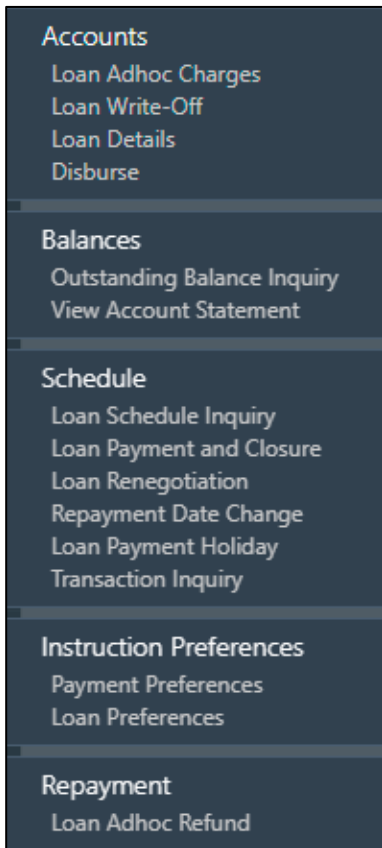 Accounts
Loan Adhoc Charges
Loan Write-Off
Loan Details
Disburse
Balances
Outstanding Balance Inquiry
View Account Statement
Schedule
Loan Schedule Inquiry
Loan Payment and Closure
Loan Renegotiation
Repayment Date Change
Loan Payment Holiday
Transaction Inquiry
Instruction Preferences
Payment Preferences
Loan Preferences
Repayment
Loan Adhoc Refund